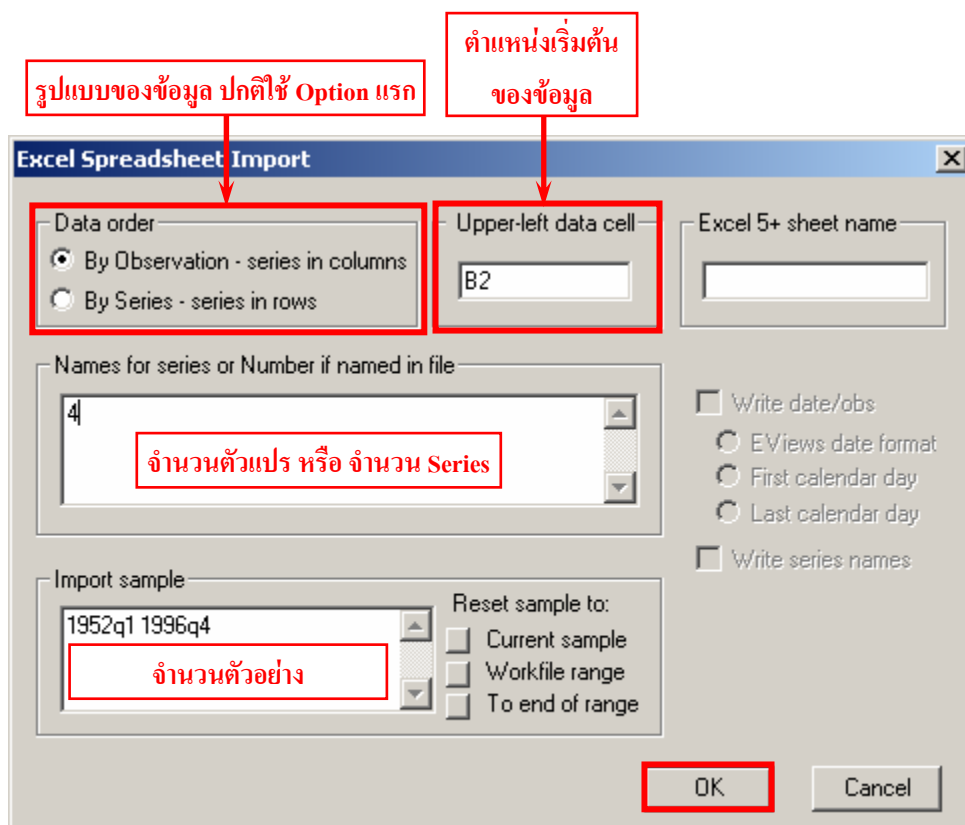 ตำแหน่งเริ่มต้น
ของข้อมูล
รูปแบบของข้อมูล ปกติใช้ Option แรก
Excel Spreadsheet Import
Data order
By Observation - series in columns
By Series - series in rows
Upper-left data cell
B2
Excel 5+ sheet name
Names for series or Number if named in file
4
จำนวนตัวแปร หรือ จำนวน Series
Write date/obs
EViews date format
First calendar day
Last calendar day
Write series names
Import sample
1952q1 1996q4
จำนวนตัวอย่าง
Reset sample to:
Current sample
Workfile range
To end of range
OK
Cancel